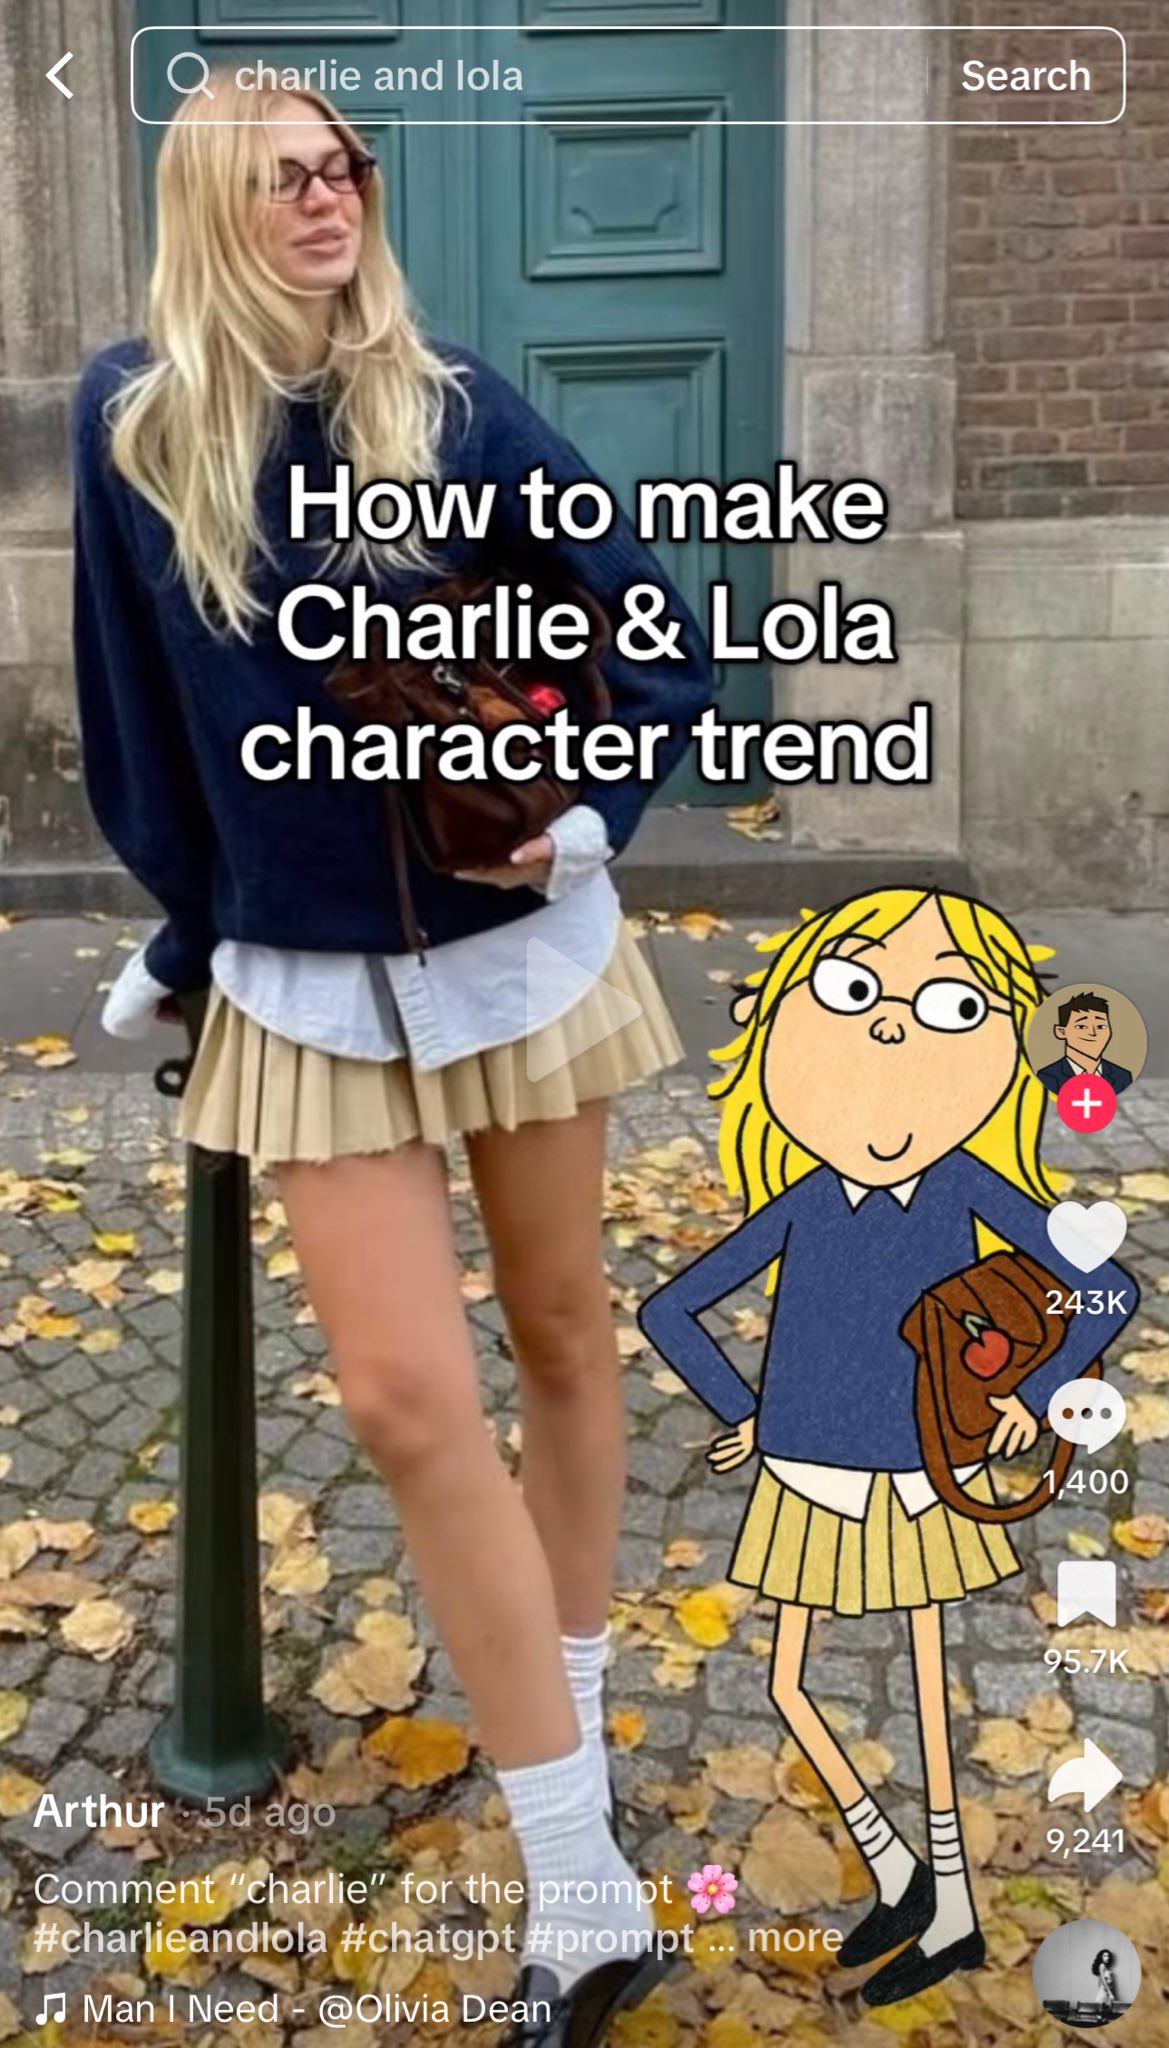 charlie and lola
Search
How to make
Charlie & Lola
character trend
243K
1,400
95.7K
9,241
Arthur · 5d ago
Comment “charlie” for the prompt 🌸
#charlieandlola #chatgpt #prompt ... more
Man I Need - @Olivia Dean